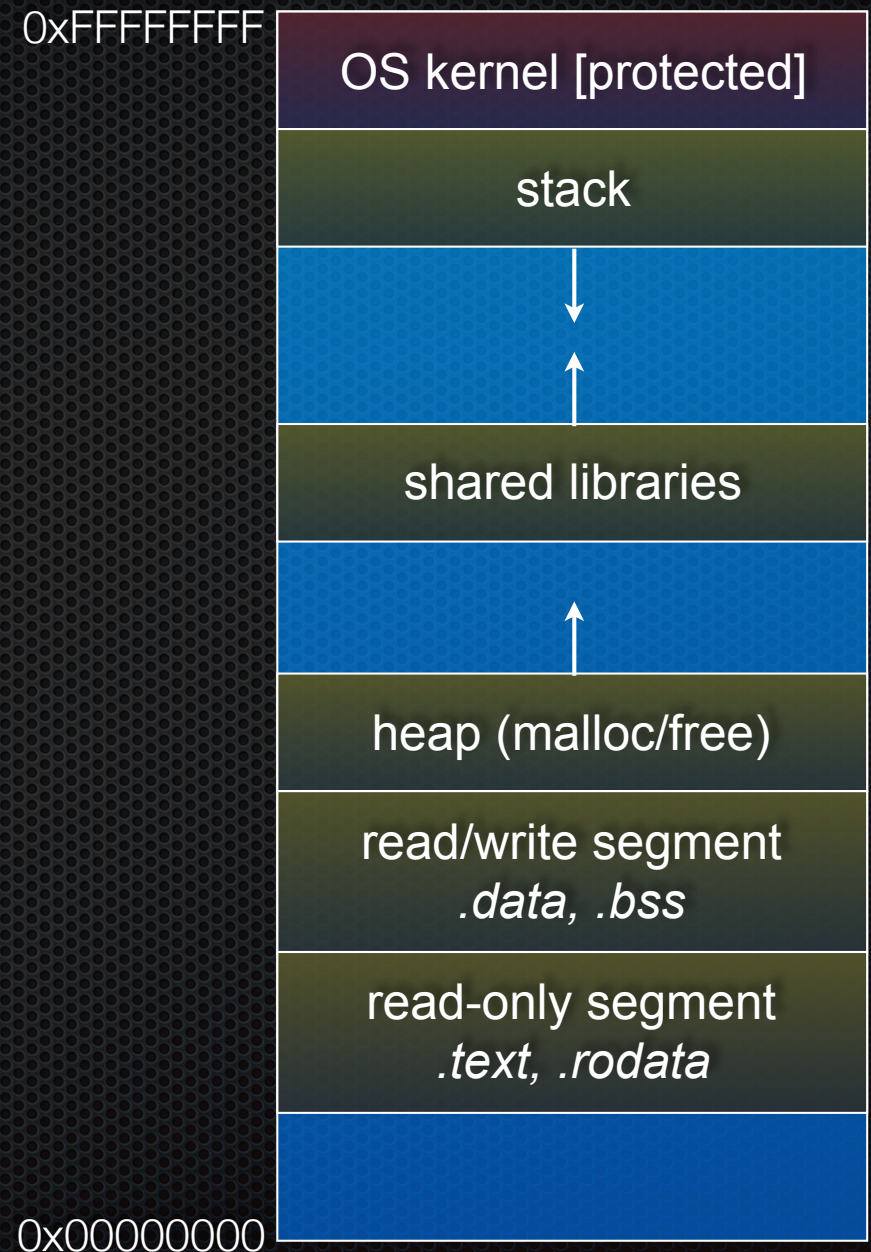 0xFFFFFFFF
OS kernel [protected]
stack
shared libraries
heap (malloc/free)
read/write segment
.data, .bss
read-only segment
.text, .rodata
0x00000000